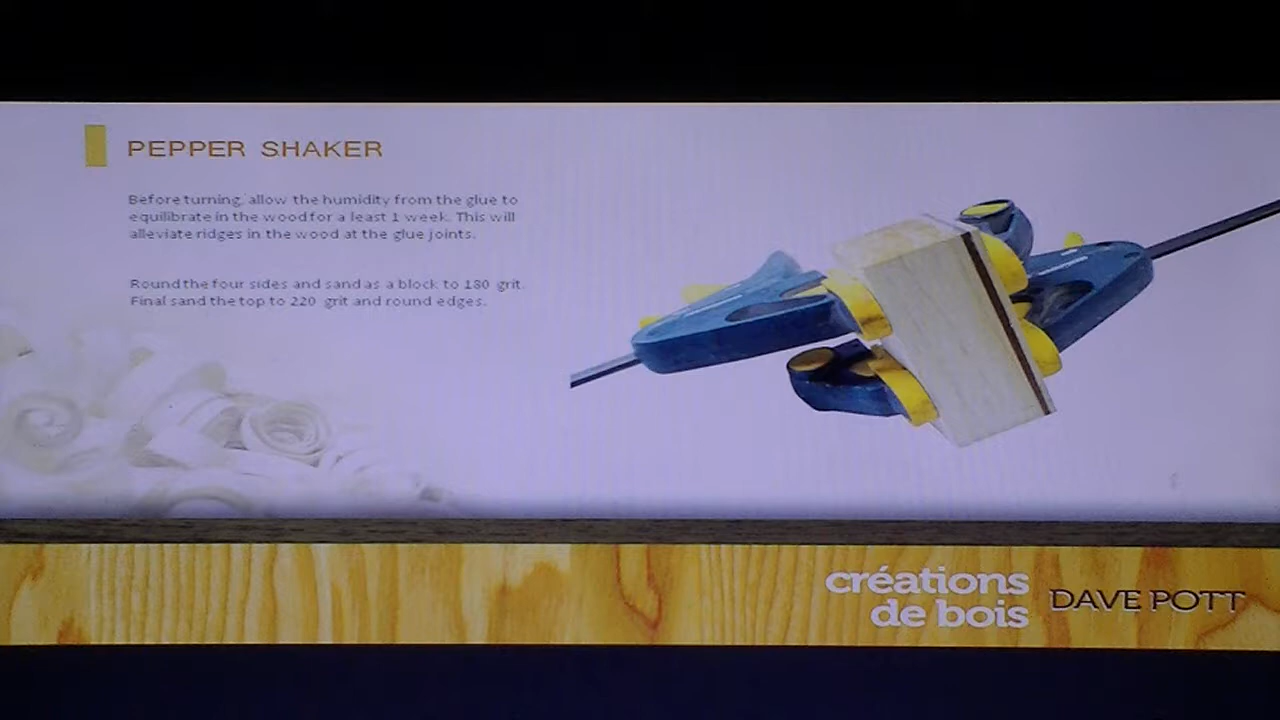 PEPPER SHAKER
Before turning, allow the humidity from the glue to
equilibrate in the wood for a least 1 week. This will
alleviate ridges in the wood at the glue joints.
Round the four sides and sand as a block to 180 grit.
Final sand the top to 220 grit and round edges.
créations
de bois
DAVE POTT